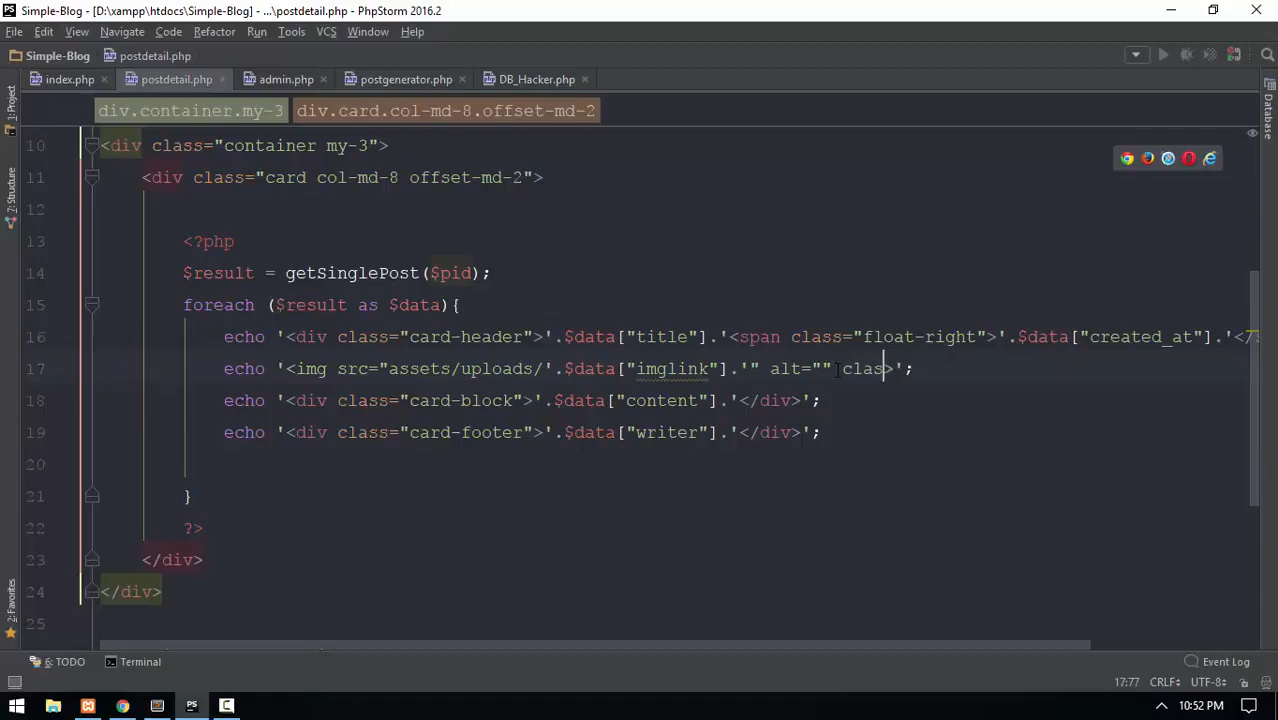 Simple-Blog - [D:\xampp\htdocs\Simple-Blog] - ...\postdetail.php - PhpStorm 2016.2
File Edit View Navigate Code Refactor Run Tools VCS Window Help
Simple-Blog postdetail.php
index.php postdetail.php admin.php postgenerator.php DB_Hacker.php
1: Project
7: Structure
2: Favorites
Database
div.container.my-3 div.card.col-md-8.offset-md-2
10 <div class="container my-3">
11 <div class="card col-md-8 offset-md-2">
12
13 <?php
14 $result = getSinglePost($pid);
15 foreach ($result as $data){
16 echo '<div class="card-header">'.$data["title"].'<span class="float-right">'.$data["created_at"].'</s
17 echo '<img src="assets/uploads/'.$data["imglink"].'" alt="" clas>';
18 echo '<div class="card-block">'.$data["content"].'</div>';
19 echo '<div class="card-footer">'.$data["writer"].'</div>';
20
21 }
22 ?>
23 </div>
24 </div>
25
6: TODO Terminal Event Log
17:77 CRLF÷ UTF-8÷
10:52 PM